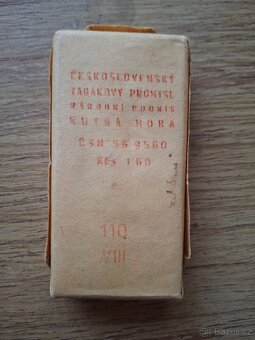 ČESKOSLOVENSKÝ
TABÁKOVÝ PRŮMYSL
NÁRODNÍ PODNIK
KUTNÁ HORA
ČSN 56 9560
Kčs 1.60
110
VIII